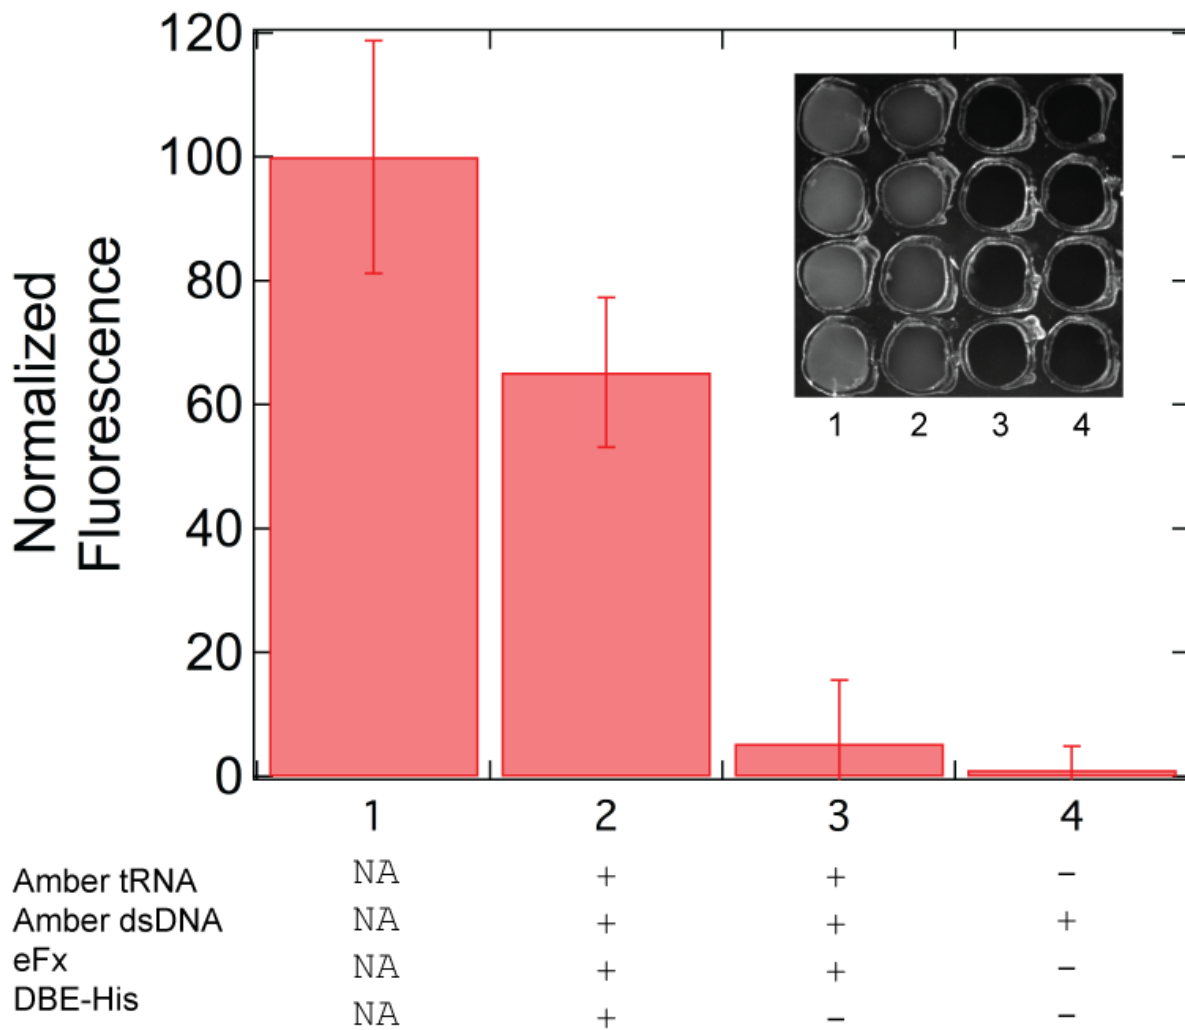 120
100
80
60
40
20
0
Normalized
Fluorescence
1 2 3 4
1 2 3 4
Amber tRNA NA + + −
Amber dsDNA NA + + +
eFx NA + + −
DBE-His NA + − −